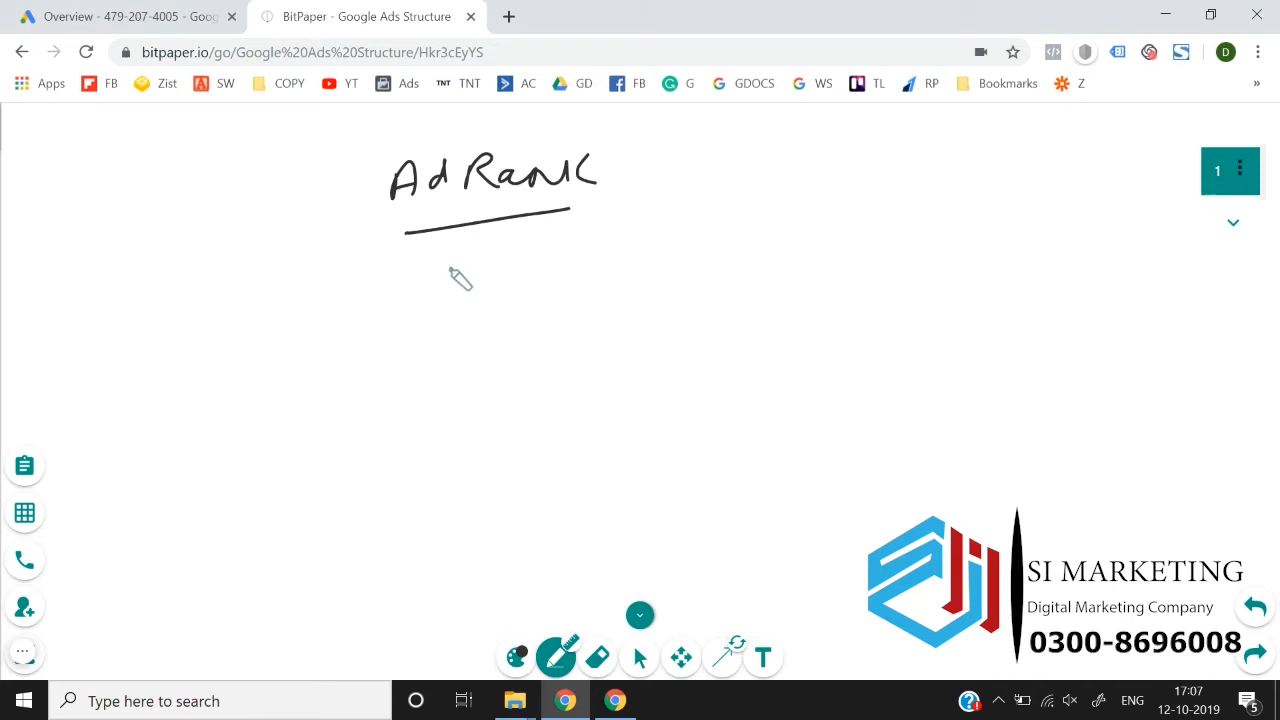 Overview - 479-207-4005 - Goog
BitPaper - Google Ads Structure
bitpaper.io/go/Google%20Ads%20Structure/Hkr3cEyYS
D
Apps FB Zist SW COPY YT Ads TNT TNT AC GD FB G GDOCS WS TL RP Bookmarks Z »
Ad Rank
1
SI MARKETING
Digital Marketing Company
0300-8696008
T
Type here to search
ENG
17:07
12-10-2019
5